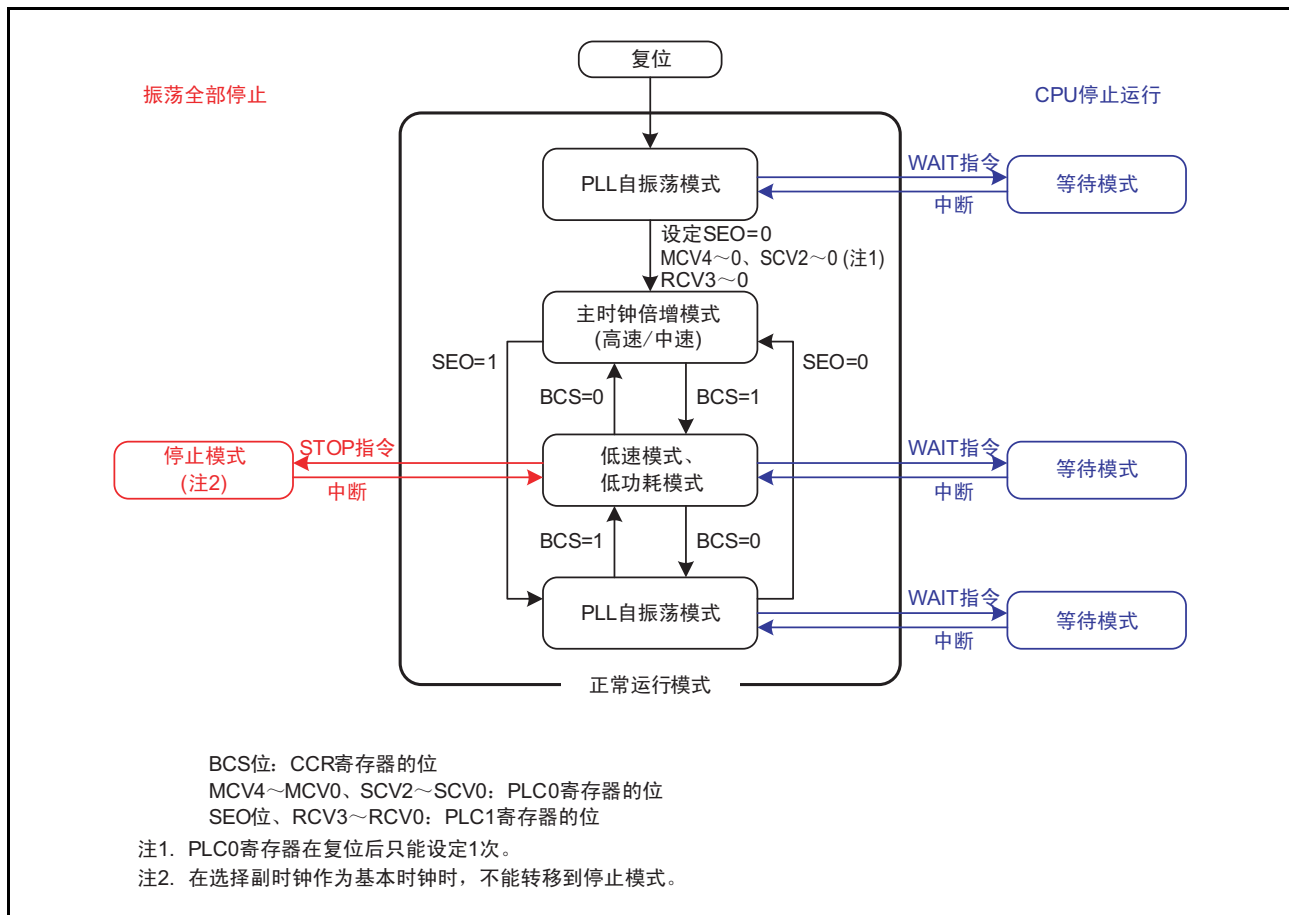 复位
振荡全部停止
CPU停止运行
PLL自振荡模式
WAIT指令
中断
等待模式
设定SEO=0
MCV4～0、SCV2～0 (注1)
RCV3～0
主时钟倍增模式
(高速/中速)
SEO=1
SEO=0
BCS=0
BCS=1
停止模式
(注2)
STOP指令
中断
低速模式、
低功耗模式
WAIT指令
中断
等待模式
BCS=1
BCS=0
PLL自振荡模式
WAIT指令
中断
等待模式
正常运行模式
BCS位：CCR寄存器的位
MCV4～MCV0、SCV2～SCV0：PLC0寄存器的位
SEO位、RCV3～RCV0：PLC1寄存器的位
注1. PLC0寄存器在复位后只能设定1次。
注2. 在选择副时钟作为基本时钟时，不能转移到停止模式。